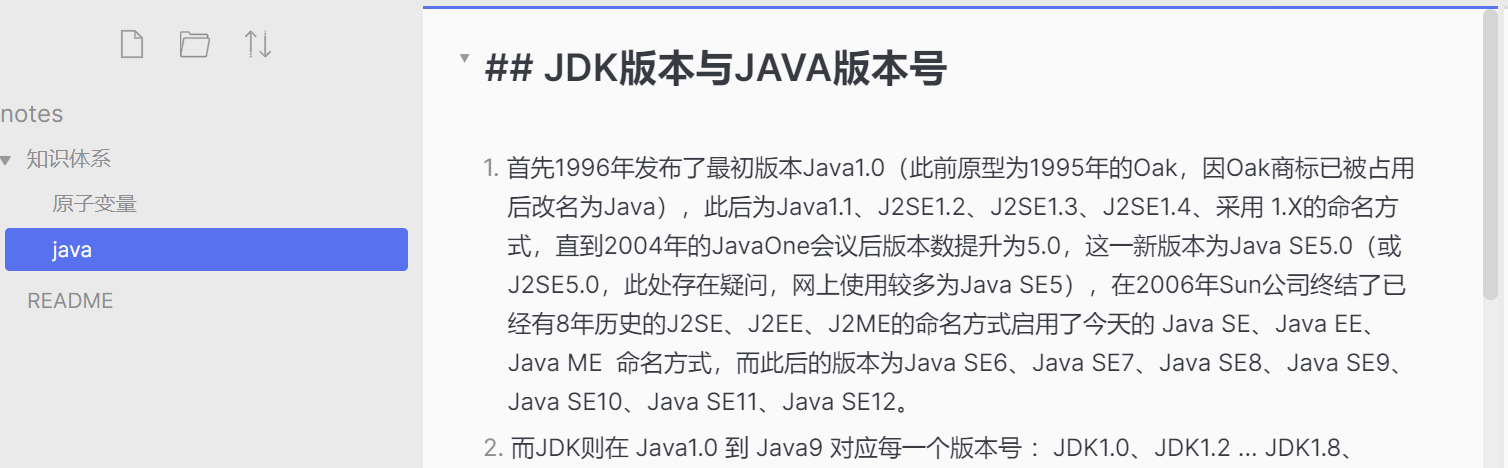 notes
知识体系
原子变量
java
README
## JDK版本与JAVA版本号
1. 首先1996年发布了最初版本Java1.0（此前原型为1995年的Oak，因Oak商标已被占用
后改名为Java），此后为Java1.1、J2SE1.2、J2SE1.3、J2SE1.4、采用 1.X的命名方
式，直到2004年的JavaOne会议后版本数提升为5.0，这一新版本为Java SE5.0（或
J2SE5.0，此处存在疑问，网上使用较多为Java SE5），在2006年Sun公司终结了已
经有8年历史的J2SE、J2EE、J2ME的命名方式启用了今天的 Java SE、Java EE、
Java ME  命名方式，而此后的版本为Java SE6、Java SE7、Java SE8、Java SE9、
Java SE10、Java SE11、Java SE12。
2. 而JDK则在 Java1.0 到 Java9 对应每一个版本号 ：JDK1.0、JDK1.2 ... JDK1.8、